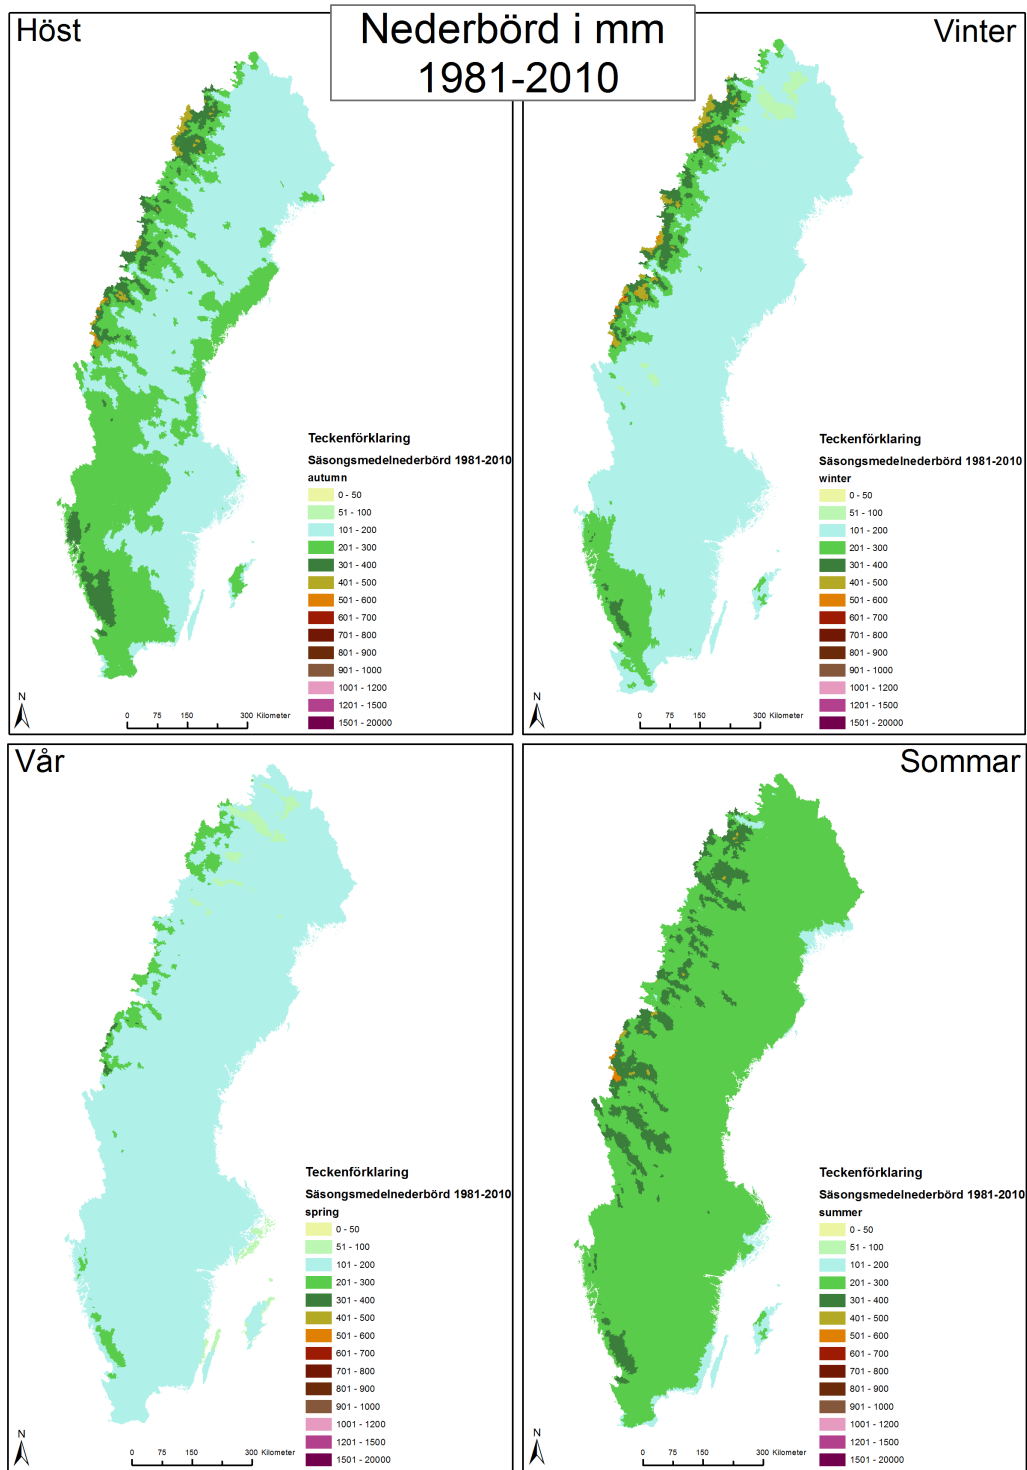 Nederbörd i mm
1981-2010
Höst
Teckenförklaring
Säsongsmedelnederbörd 1981-2010
autumn
0 - 50
51 - 100
101 - 200
201 - 300
301 - 400
401 - 500
501 - 600
601 - 700
701 - 800
801 - 900
901 - 1000
1001 - 1200
1201 - 1500
1501 - 20000
N
0 75 150 300 Kilometer
Vinter
Teckenförklaring
Säsongsmedelnederbörd 1981-2010
winter
0 - 50
51 - 100
101 - 200
201 - 300
301 - 400
401 - 500
501 - 600
601 - 700
701 - 800
801 - 900
901 - 1000
1001 - 1200
1201 - 1500
1501 - 20000
N
0 75 150 300 Kilometer
Vår
Teckenförklaring
Säsongsmedelnederbörd 1981-2010
spring
0 - 50
51 - 100
101 - 200
201 - 300
301 - 400
401 - 500
501 - 600
601 - 700
701 - 800
801 - 900
901 - 1000
1001 - 1200
1201 - 1500
1501 - 20000
N
0 75 150 300 Kilometer
Sommar
Teckenförklaring
Säsongsmedelnederbörd 1981-2010
summer
0 - 50
51 - 100
101 - 200
201 - 300
301 - 400
401 - 500
501 - 600
601 - 700
701 - 800
801 - 900
901 - 1000
1001 - 1200
1201 - 1500
1501 - 20000
N
0 75 150 300 Kilometer